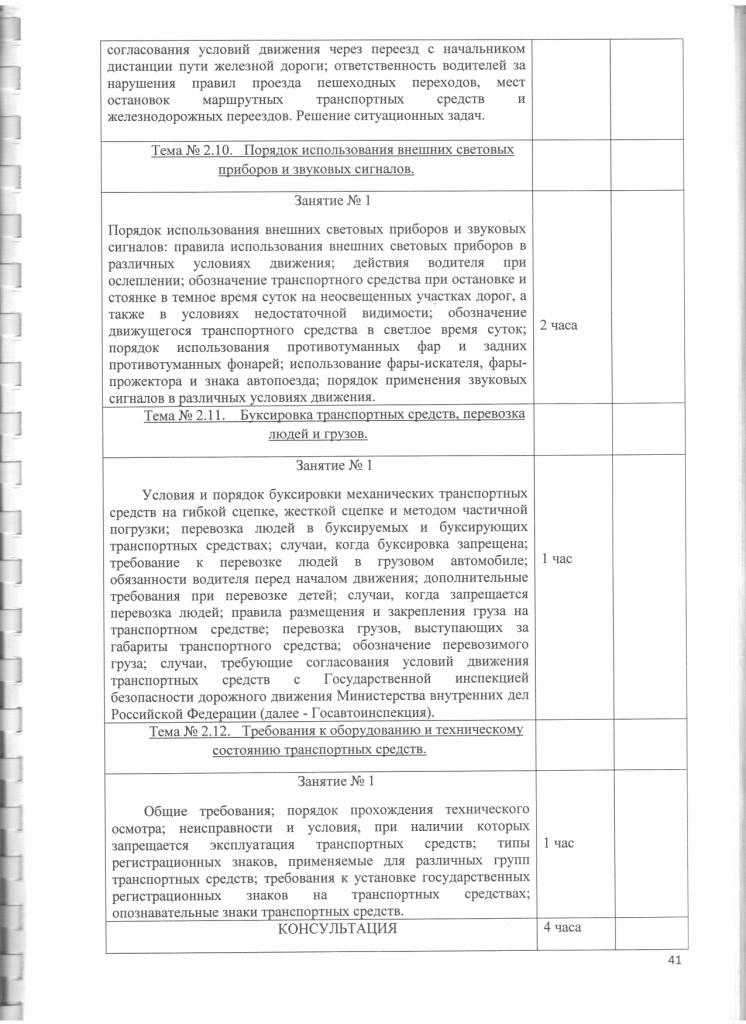 согласования условий движения через переезд с начальником
дистанции пути железной дороги; ответственность водителей за
нарушения правил проезда пешеходных переходов, мест
остановок маршрутных транспортных средств и
железнодорожных переездов. Решение ситуационных задач.
Тема № 2.10. Порядок использования внешних световых
приборов и звуковых сигналов.
Занятие № 1
Порядок использования внешних световых приборов и звуковых
сигналов: правила использования внешних световых приборов в
различных условиях движения; действия водителя при
ослеплении; обозначение транспортного средства при остановке и
стоянке в темное время суток на неосвещенных участках дорог, а
также в условиях недостаточной видимости; обозначение
движущегося транспортного средства в светлое время суток;
порядок использования противотуманных фар и задних
противотуманных фонарей; использование фары-искателя, фары-
прожектора и знака автопоезда; порядок применения звуковых
сигналов в различных условиях движения.
2 часа
Тема № 2.11. Буксировка транспортных средств, перевозка
людей и грузов.
Занятие № 1
Условия и порядок буксировки механических транспортных
средств на гибкой сцепке, жесткой сцепке и методом частичной
погрузки; перевозка людей в буксируемых и буксирующих
транспортных средствах; случаи, когда буксировка запрещена;
требование к перевозке людей в грузовом автомобиле;
обязанности водителя перед началом движения; дополнительные
требования при перевозке детей; случаи, когда запрещается
перевозка людей; правила размещения и закрепления груза на
транспортном средстве; перевозка грузов, выступающих за
габариты транспортного средства; обозначение перевозимого
груза; случаи, требующие согласования условий движения
транспортных средств с Государственной инспекцией
безопасности дорожного движения Министерства внутренних дел
Российской Федерации (далее - Госавтоинспекция).
1 час
Тема № 2.12. Требования к оборудованию и техническому
состоянию транспортных средств.
Занятие № 1
Общие требования; порядок прохождения технического
осмотра; неисправности и условия, при наличии которых
запрещается эксплуатация транспортных средств; типы
регистрационных знаков, применяемые для различных групп
транспортных средств; требования к установке государственных
регистрационных знаков на транспортных средствах;
опознавательные знаки транспортных средств.
1 час
КОНСУЛЬТАЦИЯ
4 часа
41